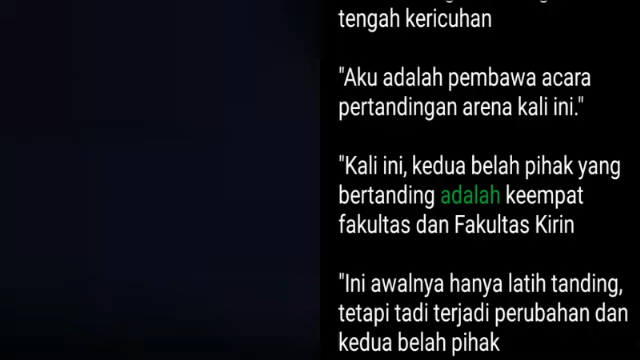 tengah kericuhan
"Aku adalah pembawa acara
pertandingan arena kali ini."
"Kali ini, kedua belah pihak yang
bertanding adalah keempat
fakultas dan Fakultas Kirin
"Ini awalnya hanya latih tanding,
tetapi tadi terjadi perubahan dan
kedua belah pihak